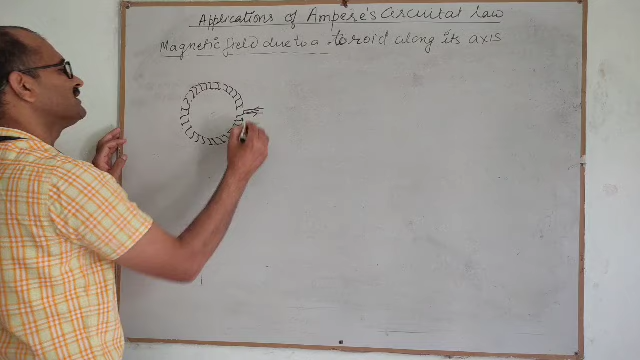 Applications of Ampere's Circuital Law
Magnetic field due to a toroid along its axis